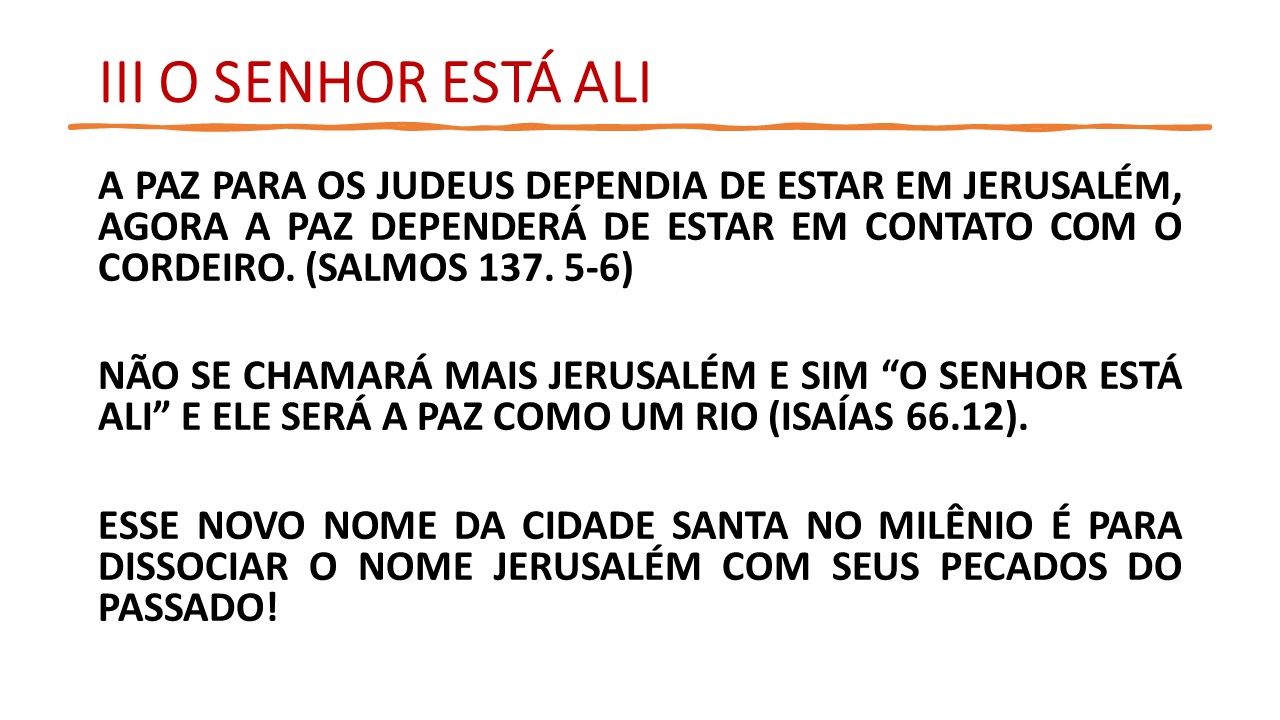 III O SENHOR ESTÁ ALI
A PAZ PARA OS JUDEUS DEPENDIA DE ESTAR EM JERUSALÉM,
AGORA A PAZ DEPENDERÁ DE ESTAR EM CONTATO COM O
CORDEIRO. (SALMOS 137. 5-6)
NÃO SE CHAMARÁ MAIS JERUSALÉM E SIM “O SENHOR ESTÁ
ALI” E ELE SERÁ A PAZ COMO UM RIO (ISAÍAS 66.12).
ESSE NOVO NOME DA CIDADE SANTA NO MILÊNIO É PARA
DISSOCIAR O NOME JERUSALÉM COM SEUS PECADOS DO
PASSADO!